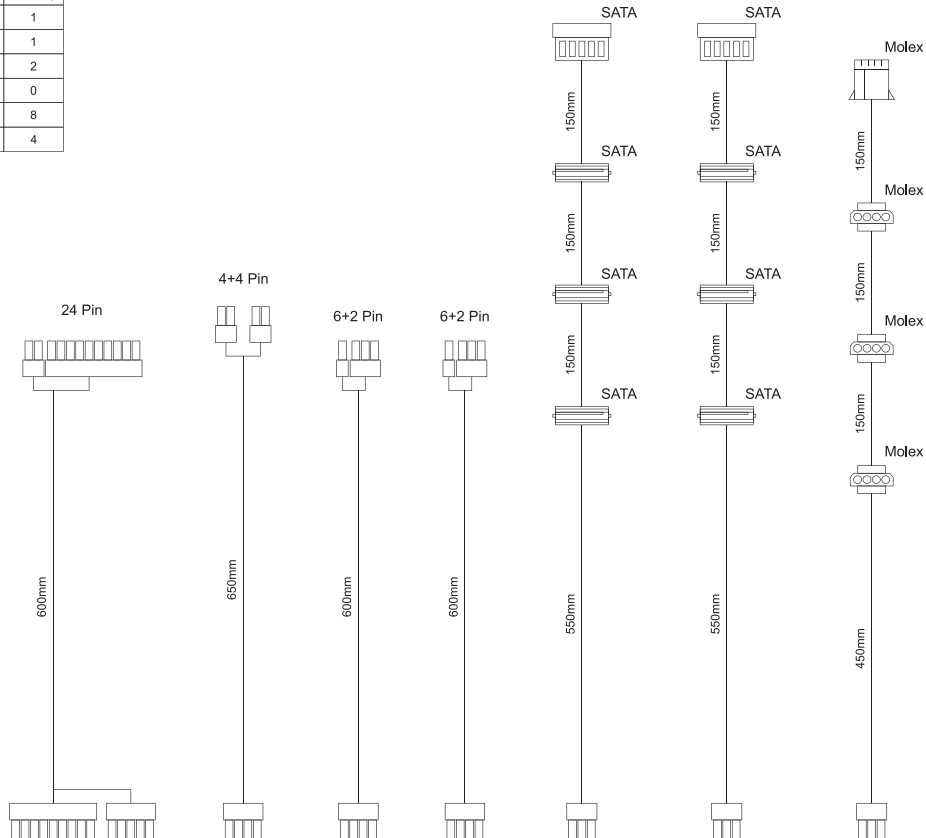 1
1
2
0
8
4
SATA
SATA
Molex
150mm
150mm
150mm
SATA
SATA
Molex
150mm
150mm
150mm
SATA
SATA
4+4 Pin
24 Pin
6+2 Pin
6+2 Pin
Molex
150mm
150mm
150mm
SATA
SATA
Molex
600mm
650mm
600mm
600mm
550mm
550mm
450mm